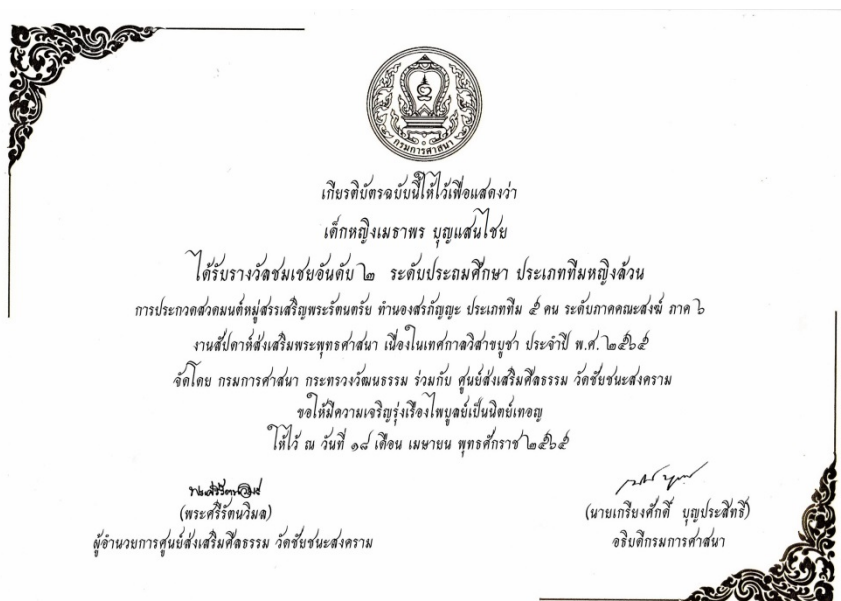 กรมการศาสนา
เกียรติบัตรฉบับนี้ให้ไว้เพื่อแสดงว่า
เด็กหญิงเมธาพร บุญแสนไชย
ได้รับรางวัลชมเชยอันดับ ๒ ระดับประถมศึกษา ประเภททีมหญิงล้วน
การประกวดสวดมนต์หมู่สรรเสริญพระรัตนตรัย ทำนองสรภัญญะ ประเภททีม ๕ คน ระดับภาคคณะสงฆ์ ภาค ๖
งานสัปดาห์ส่งเสริมพระพุทธศาสนา เนื่องในเทศกาลวิสาขบูชา ประจำปี พ.ศ. ๒๕๖๕
จัดโดย กรมการศาสนา กระทรวงวัฒนธรรม ร่วมกับ ศูนย์ส่งเสริมศีลธรรม วัดชัยชนะสงคราม
ขอให้มีความเจริญรุ่งเรืองไพบูลย์เป็นนิตย์เทอญ
ให้ไว้ ณ วันที่ ๑๘ เดือน เมษายน พุทธศักราช ๒๕๖๕
(พระศรีรัตนวิมล)
ผู้อำนวยการศูนย์ส่งเสริมศีลธรรม วัดชัยชนะสงคราม
(นายเกรียงศักดิ์ บุญประสิทธิ์)
อธิบดีกรมการศาสนา